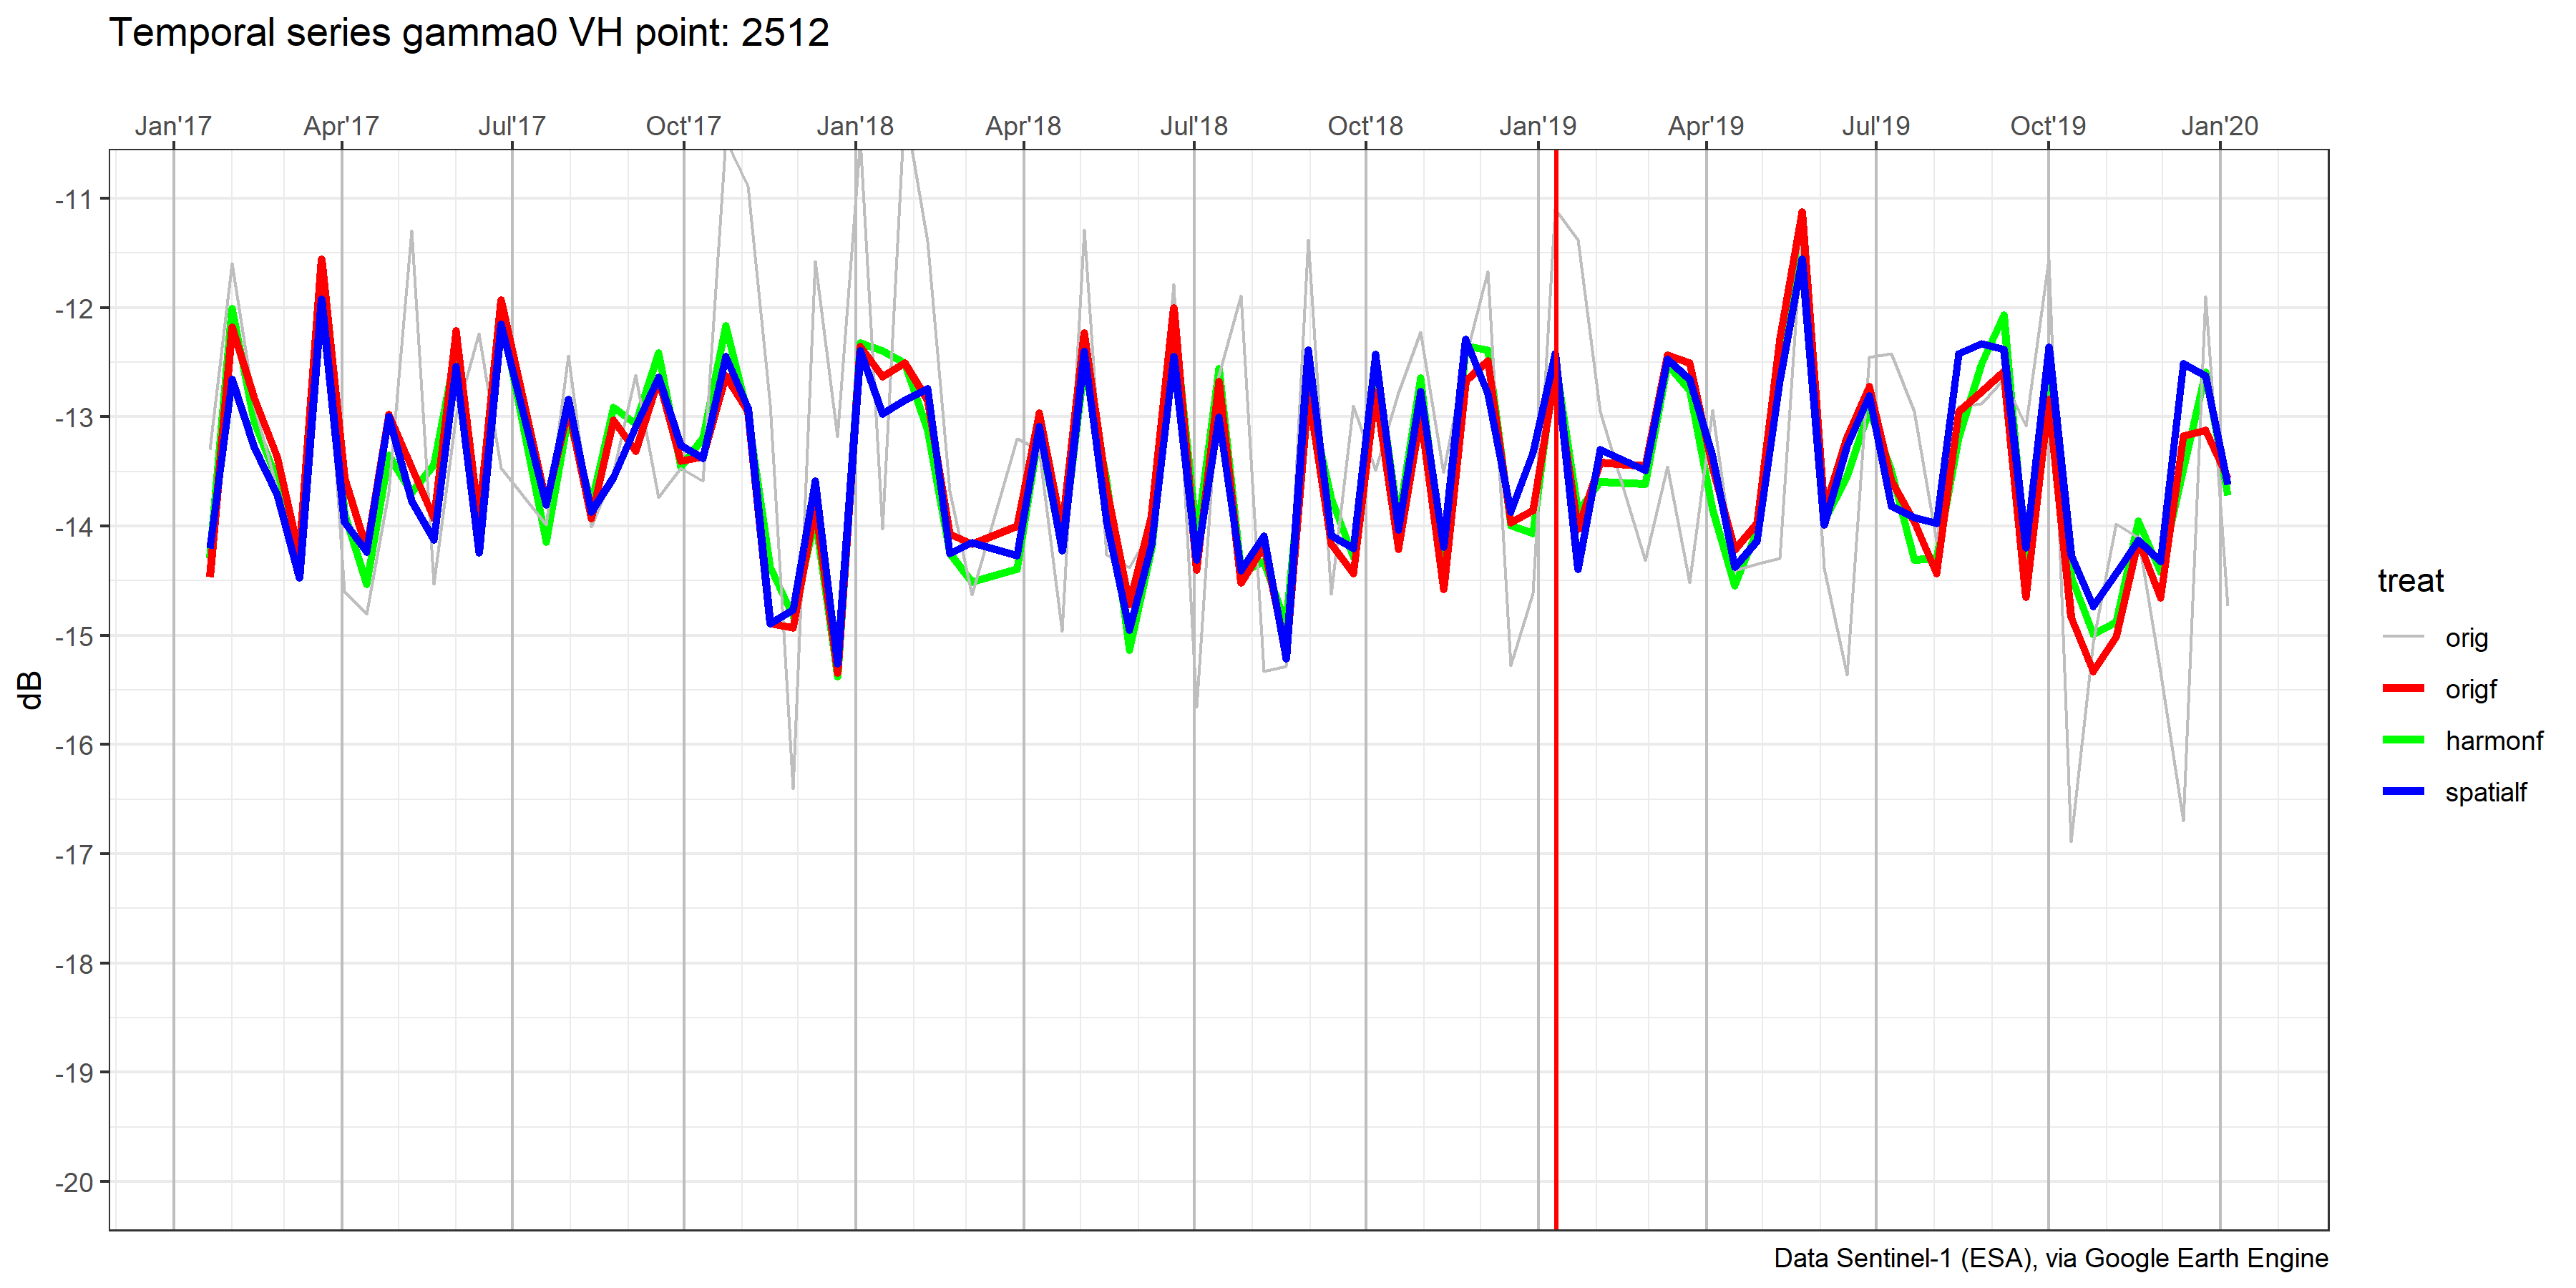 Temporal series gamma0 VH point: 2512
Jan'17 Apr'17 Jul'17 Oct'17 Jan'18 Apr'18 Jul'18 Oct'18 Jan'19 Apr'19 Jul'19 Oct'19 Jan'20
-11
-12
-13
-14
-15
-16
-17
-18
-19
-20
dB
treat
orig
origf
harmonf
spatialf
Data Sentinel-1 (ESA), via Google Earth Engine